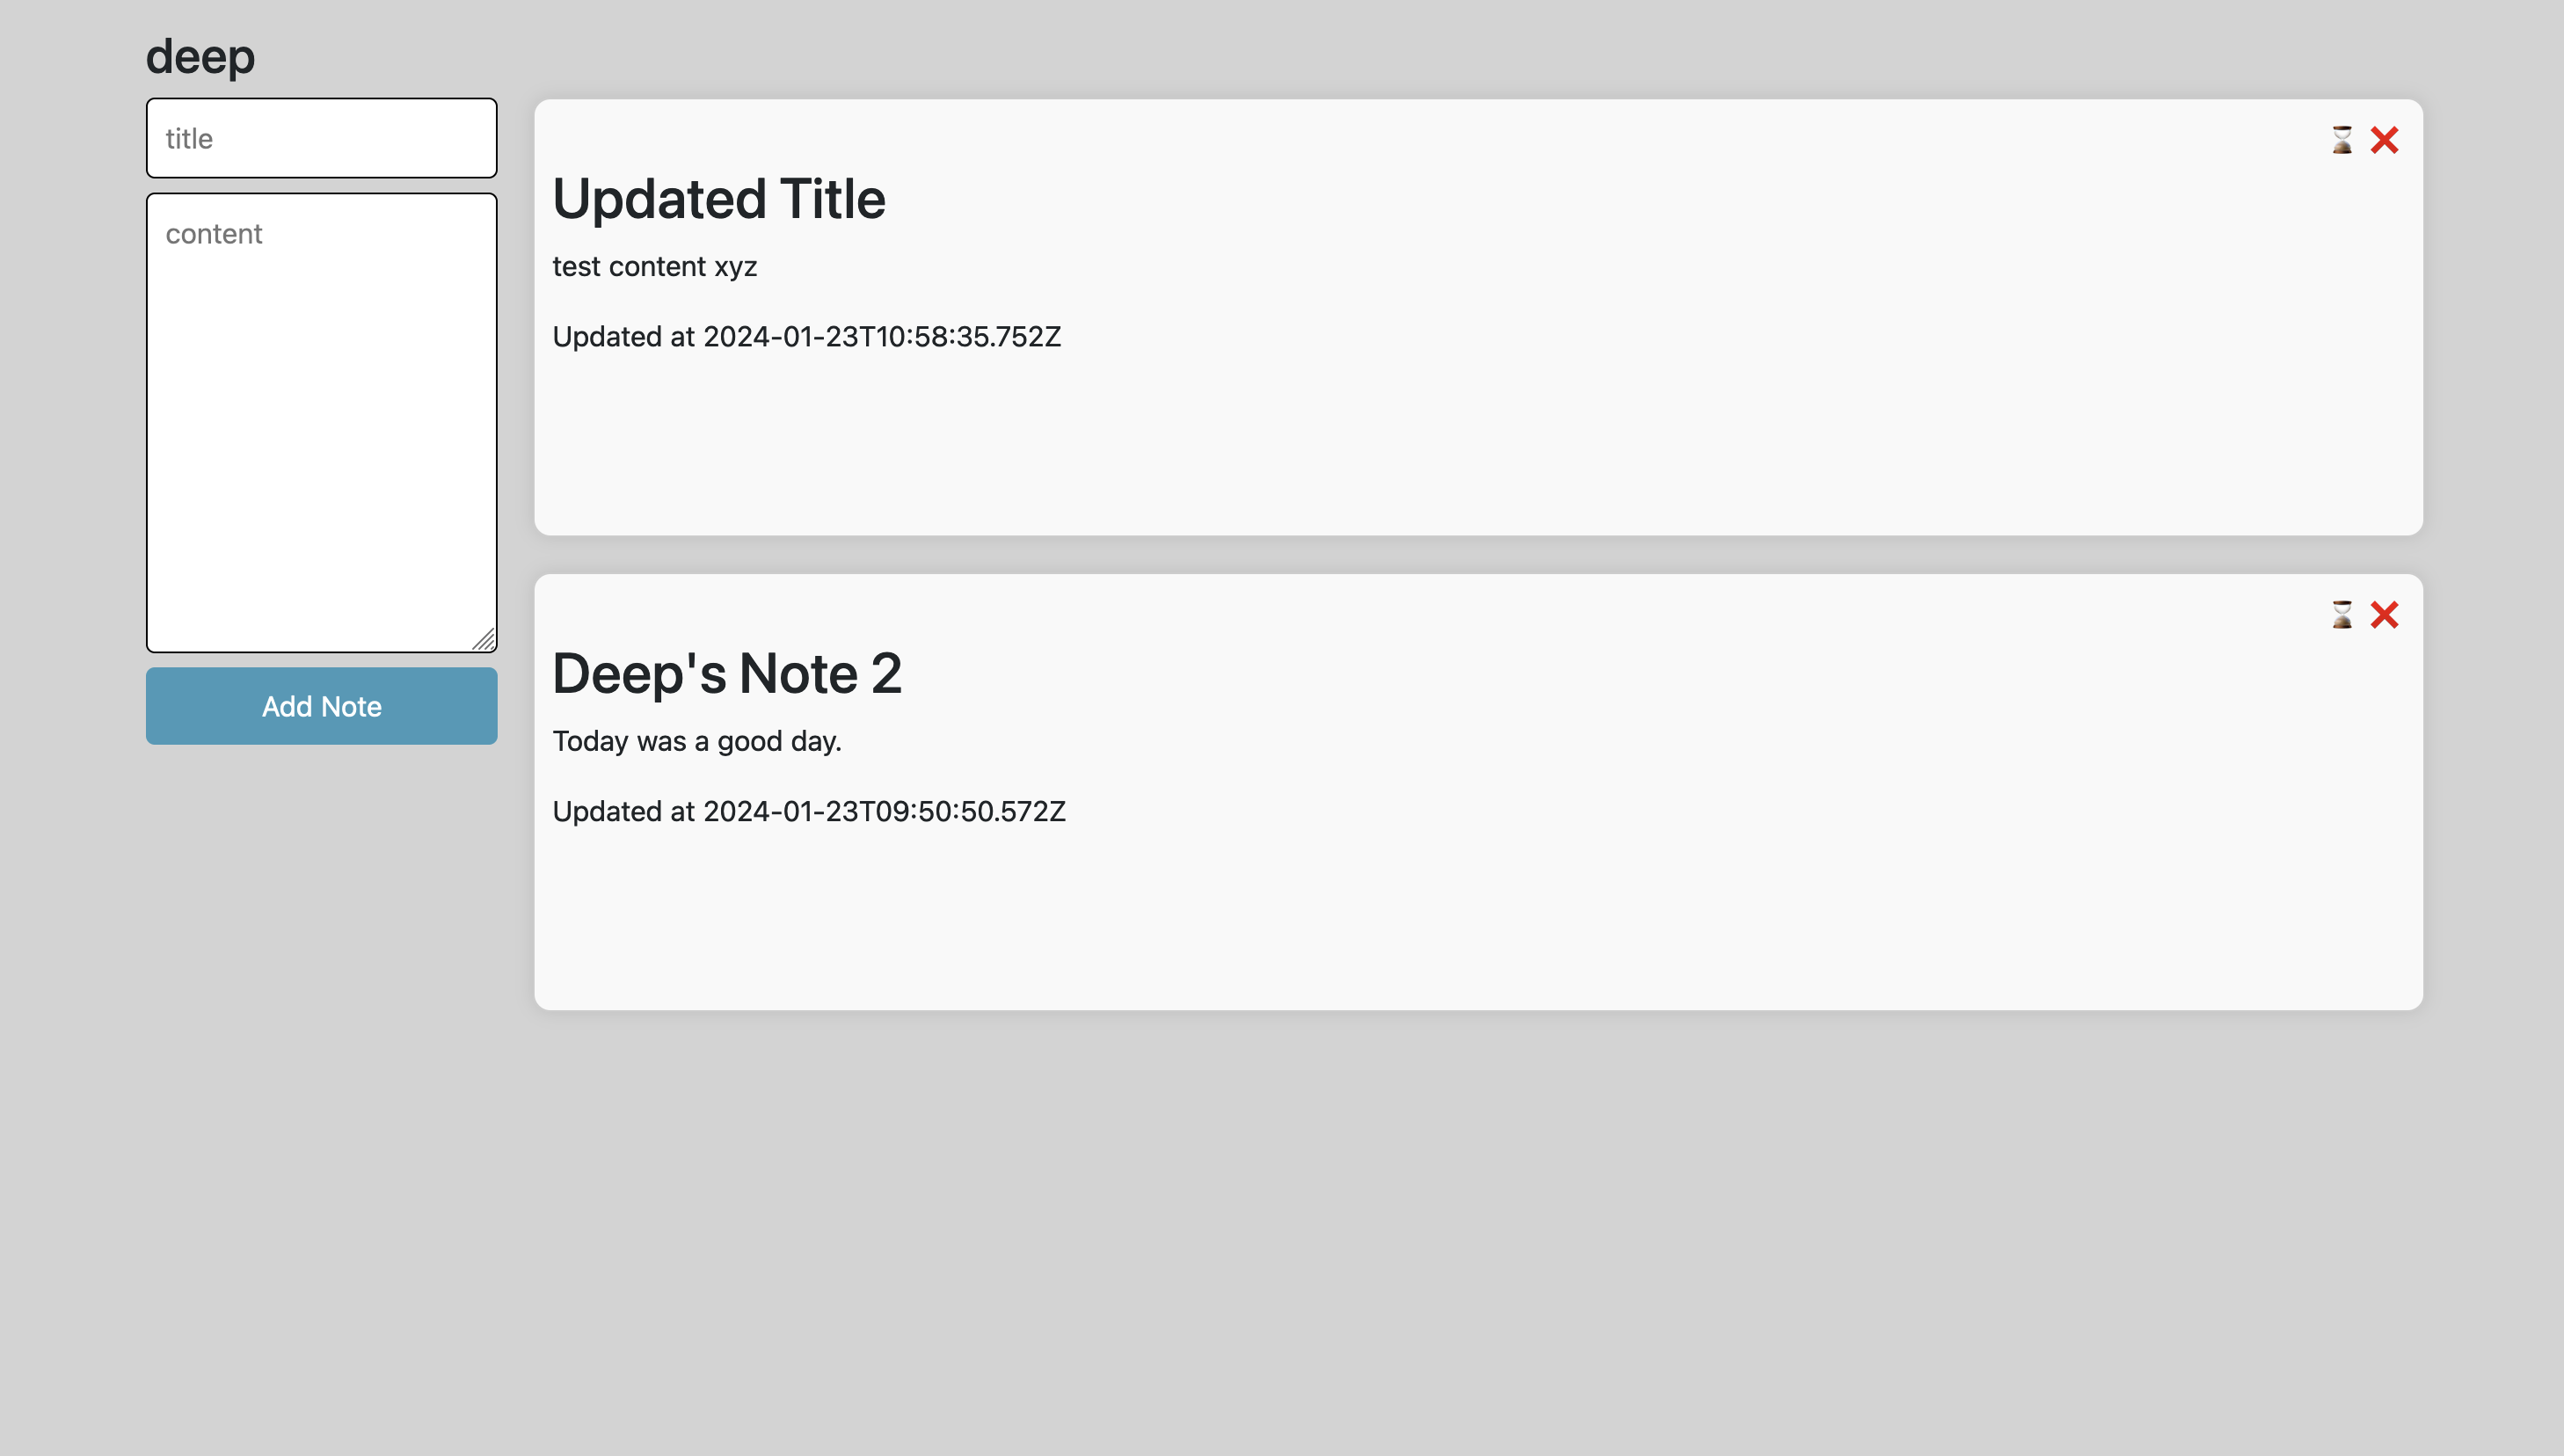 deep
title
content
Add Note
Updated Title
test content xyz
Updated at 2024-01-23T10:58:35.752Z
Deep's Note 2
Today was a good day.
Updated at 2024-01-23T09:50:50.572Z